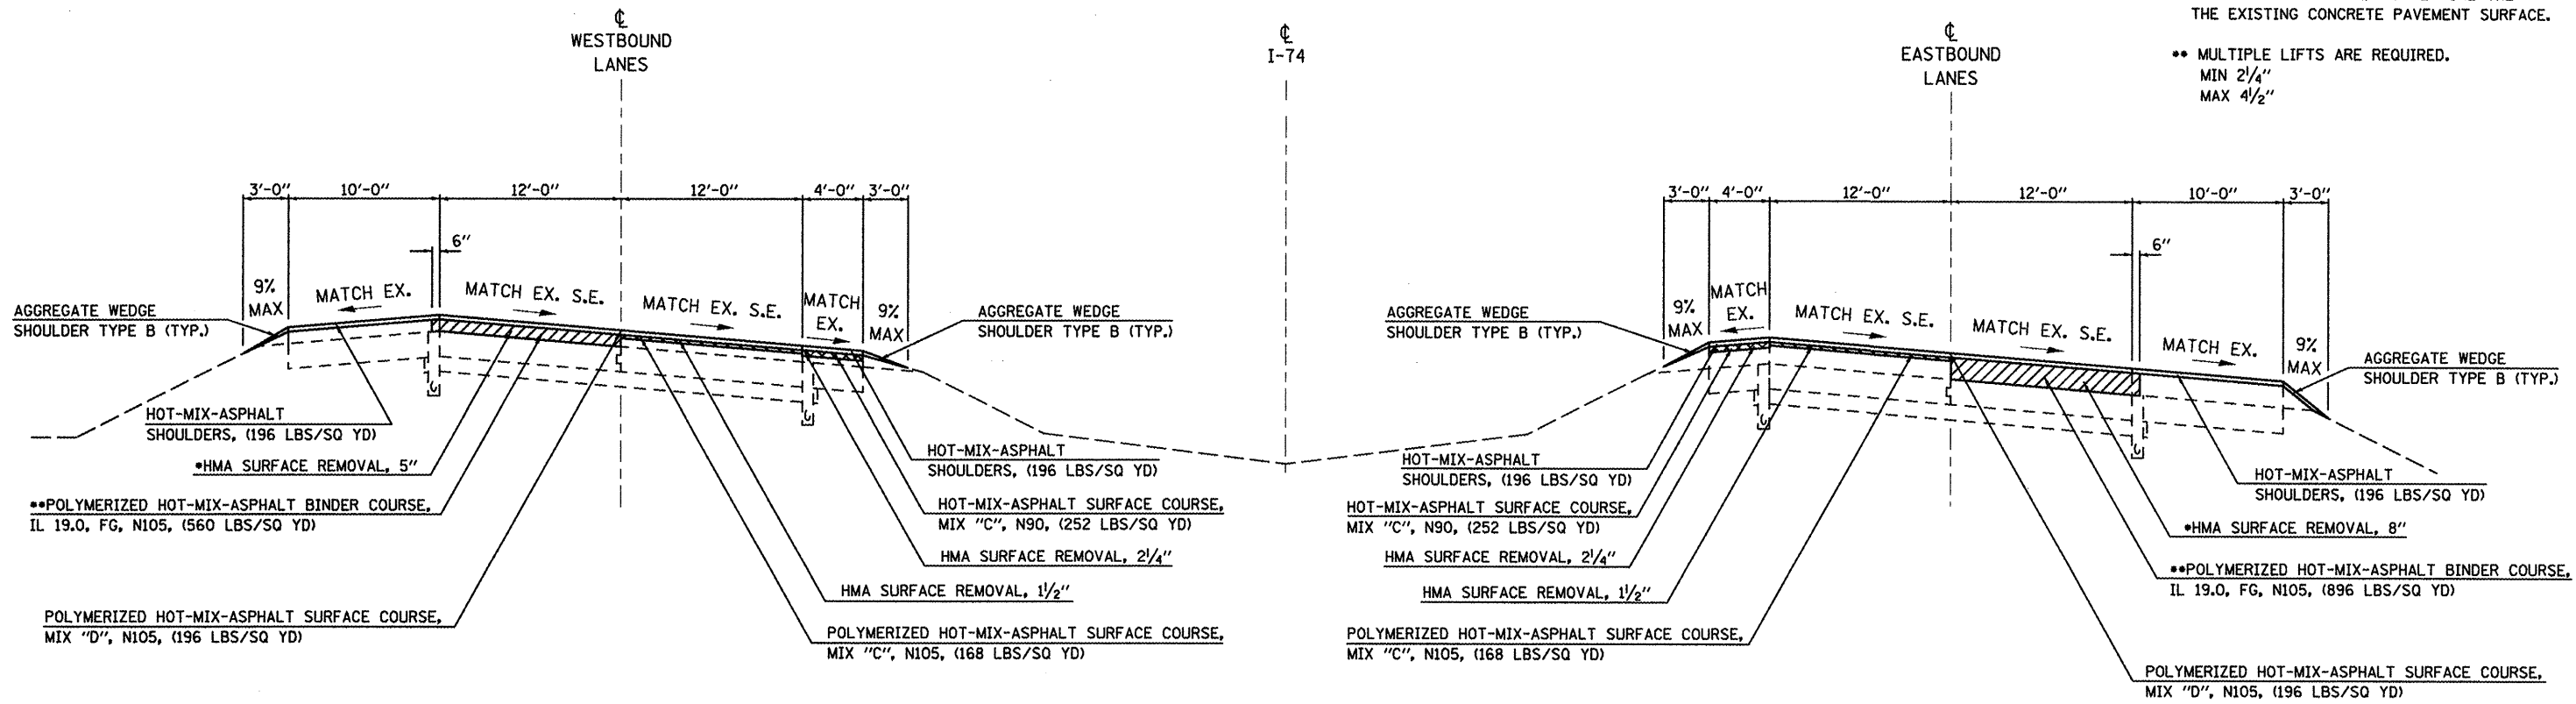 THE EXISTING CONCRETE PAVEMENT SURFACE.
** MULTIPLE LIFTS ARE REQUIRED.
MIN 2 1/4"
MAX 4 1/2"
℄
WESTBOUND
LANES
℄
I-74
℄
EASTBOUND
LANES
3'-0" 10'-0" 12'-0" 12'-0" 4'-0" 3'-0"
3'-0" 4'-0" 12'-0" 12'-0" 10'-0" 3'-0"
6"
6"
9%
MAX
MATCH EX.
MATCH EX. S.E.
MATCH EX. S.E.
MATCH
EX.
9%
MAX
9%
MAX
MATCH
EX.
MATCH EX. S.E.
MATCH EX. S.E.
MATCH EX.
9%
MAX
AGGREGATE WEDGE
SHOULDER TYPE B (TYP.)
AGGREGATE WEDGE
SHOULDER TYPE B (TYP.)
AGGREGATE WEDGE
SHOULDER TYPE B (TYP.)
AGGREGATE WEDGE
SHOULDER TYPE B (TYP.)
HOT-MIX-ASPHALT
SHOULDERS, (196 LBS/SQ YD)
*HMA SURFACE REMOVAL, 5"
**POLYMERIZED HOT-MIX-ASPHALT BINDER COURSE,
IL 19.0, FG, N105, (560 LBS/SQ YD)
POLYMERIZED HOT-MIX-ASPHALT SURFACE COURSE,
MIX "D", N105, (196 LBS/SQ YD)
HOT-MIX-ASPHALT
SHOULDERS, (196 LBS/SQ YD)
HOT-MIX-ASPHALT SURFACE COURSE,
MIX "C", N90, (252 LBS/SQ YD)
HMA SURFACE REMOVAL, 2 1/4"
HMA SURFACE REMOVAL, 1 1/2"
POLYMERIZED HOT-MIX-ASPHALT SURFACE COURSE,
MIX "C", N105, (168 LBS/SQ YD)
HOT-MIX-ASPHALT
SHOULDERS, (196 LBS/SQ YD)
HOT-MIX-ASPHALT SURFACE COURSE,
MIX "C", N90, (252 LBS/SQ YD)
HMA SURFACE REMOVAL, 2 1/4"
HMA SURFACE REMOVAL, 1 1/2"
POLYMERIZED HOT-MIX-ASPHALT SURFACE COURSE,
MIX "C", N105, (168 LBS/SQ YD)
HOT-MIX-ASPHALT
SHOULDERS, (196 LBS/SQ YD)
*HMA SURFACE REMOVAL, 8"
**POLYMERIZED HOT-MIX-ASPHALT BINDER COURSE,
IL 19.0, FG, N105, (896 LBS/SQ YD)
POLYMERIZED HOT-MIX-ASPHALT SURFACE COURSE,
MIX "D", N105, (196 LBS/SQ YD)